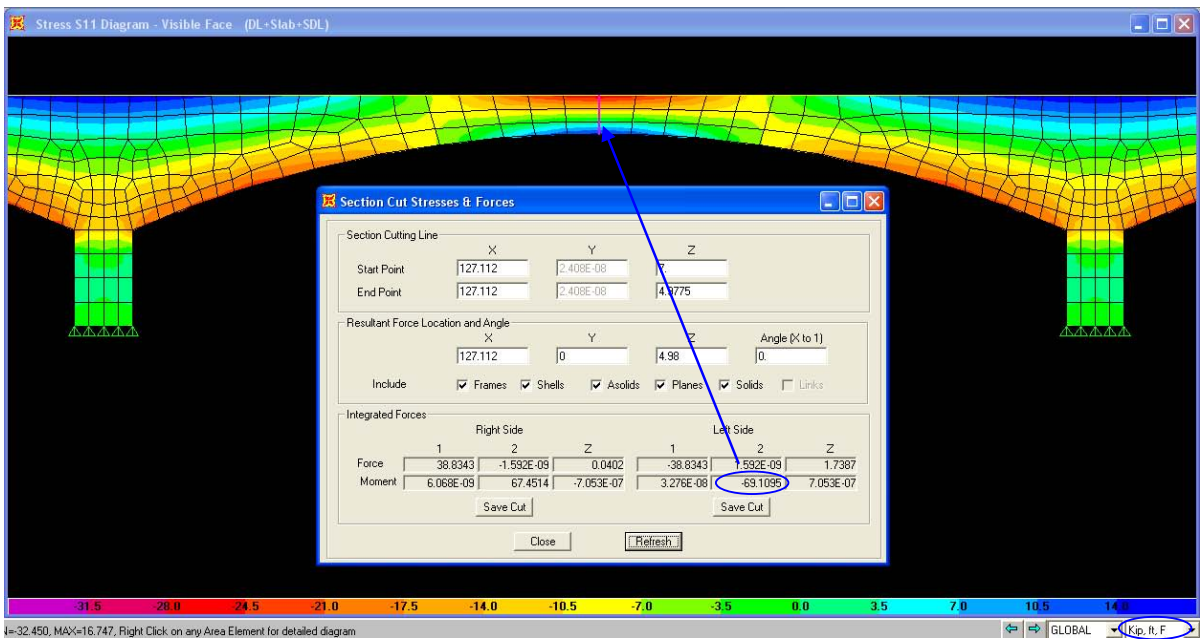 Stress S11 Diagram - Visible Face (DL+Slab+SDL)
Section Cut Stresses & Forces
Section Cutting Line
X Y Z
Start Point 127.112 2.408E-08 7.
End Point 127.112 2.408E-08 4.9775
Resultant Force Location and Angle
X Y Z Angle (X to 1)
127.112 0 4.98 0.
Include Frames Shells Asolids Planes Solids Links
Integrated Forces
Right Side Left Side
1 2 Z 1 2 Z
Force 38.8343 -1.592E-09 0.0402 -38.8343 1.592E-09 1.7387
Moment 6.068E-09 67.4514 -7.053E-07 3.276E-08 -69.1095 7.053E-07
Save Cut Save Cut
Close Refresh
-31.5 -28.0 -24.5 -21.0 -17.5 -14.0 -10.5 -7.0 -3.5 0.0 3.5 7.0 10.5 14.0
=-32.450, MAX=16.747, Right Click on any Area Element for detailed diagram GLOBAL Kip, ft, F